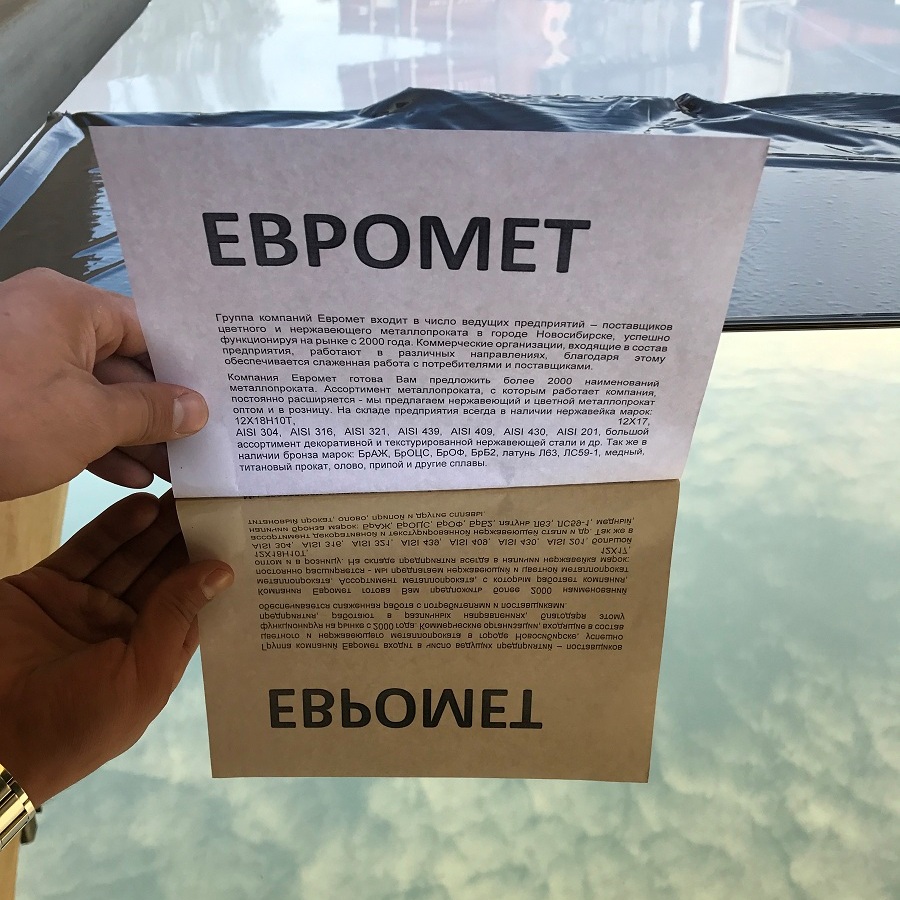 ЕВРОМЕТ
Группа компаний Евромет входит в число ведущих предприятий – поставщиков
цветного и нержавеющего металлопроката в городе Новосибирске, успешно
функционируя на рынке с 2000 года. Коммерческие организации, входящие в состав
предприятия, работают в различных направлениях, благодаря этому
обеспечивается слаженная работа с потребителями и поставщиками.
Компания Евромет готова Вам предложить более 2000 наименований
металлопроката. Ассортимент металлопроката, с которым работает компания,
постоянно расширяется - мы предлагаем нержавеющий и цветной металлопрокат
оптом и в розницу. На складе предприятия всегда в наличии нержавейка марок:
12Х18Н10Т, 12Х17,
AISI 304, AISI 316, AISI 321, AISI 439, AISI 409, AISI 430, AISI 201, большой
ассортимент декоративной и текстурированной нержавеющей стали и др. Так же в
наличии бронза марок: БрАЖ, БрОЦС, БрОФ, БрБ2, латунь Л63, ЛС59-1, медный,
титановый прокат, олово, припой и другие сплавы.